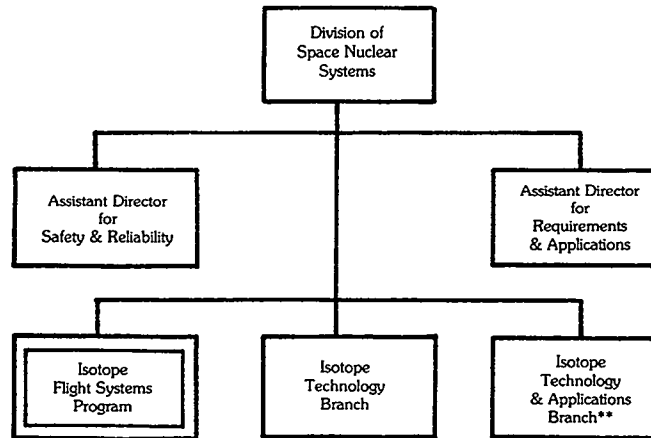 Division of
Space Nuclear
Systems
Assistant Director
for
Safety & Reliability
Assistant Director
for
Requirements
& Applications
Isotope
Flight Systems
Program
Isotope
Technology
Branch
Isotope
Technology
& Applications
Branch**